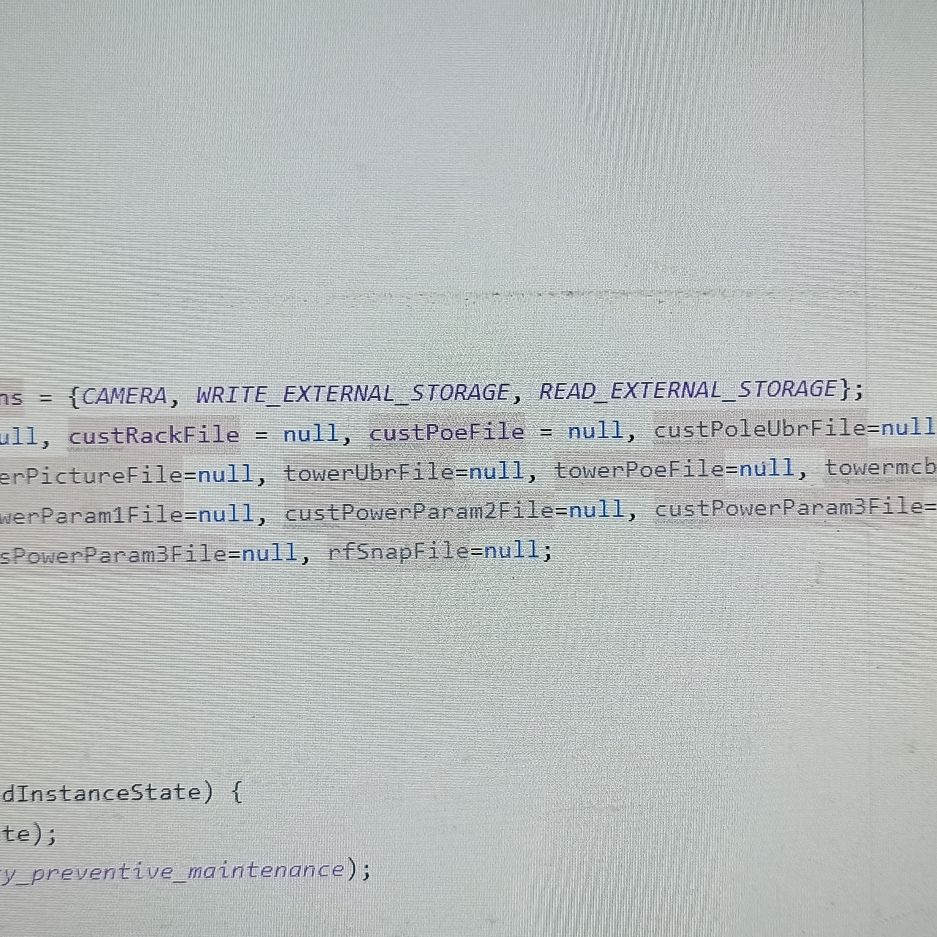 ns = {CAMERA, WRITE_EXTERNAL_STORAGE, READ_EXTERNAL_STORAGE};
ull, custRackFile = null, custPoeFile = null, custPoleUbrFile=null
erPictureFile=null, towerUbrFile=null, towerPoeFile=null, towermcb
werParam1File=null, custPowerParam2File=null, custPowerParam3File=
sPowerParam3File=null, rfSnapFile=null;
dInstanceState) {
te);
y_preventive_maintenance);